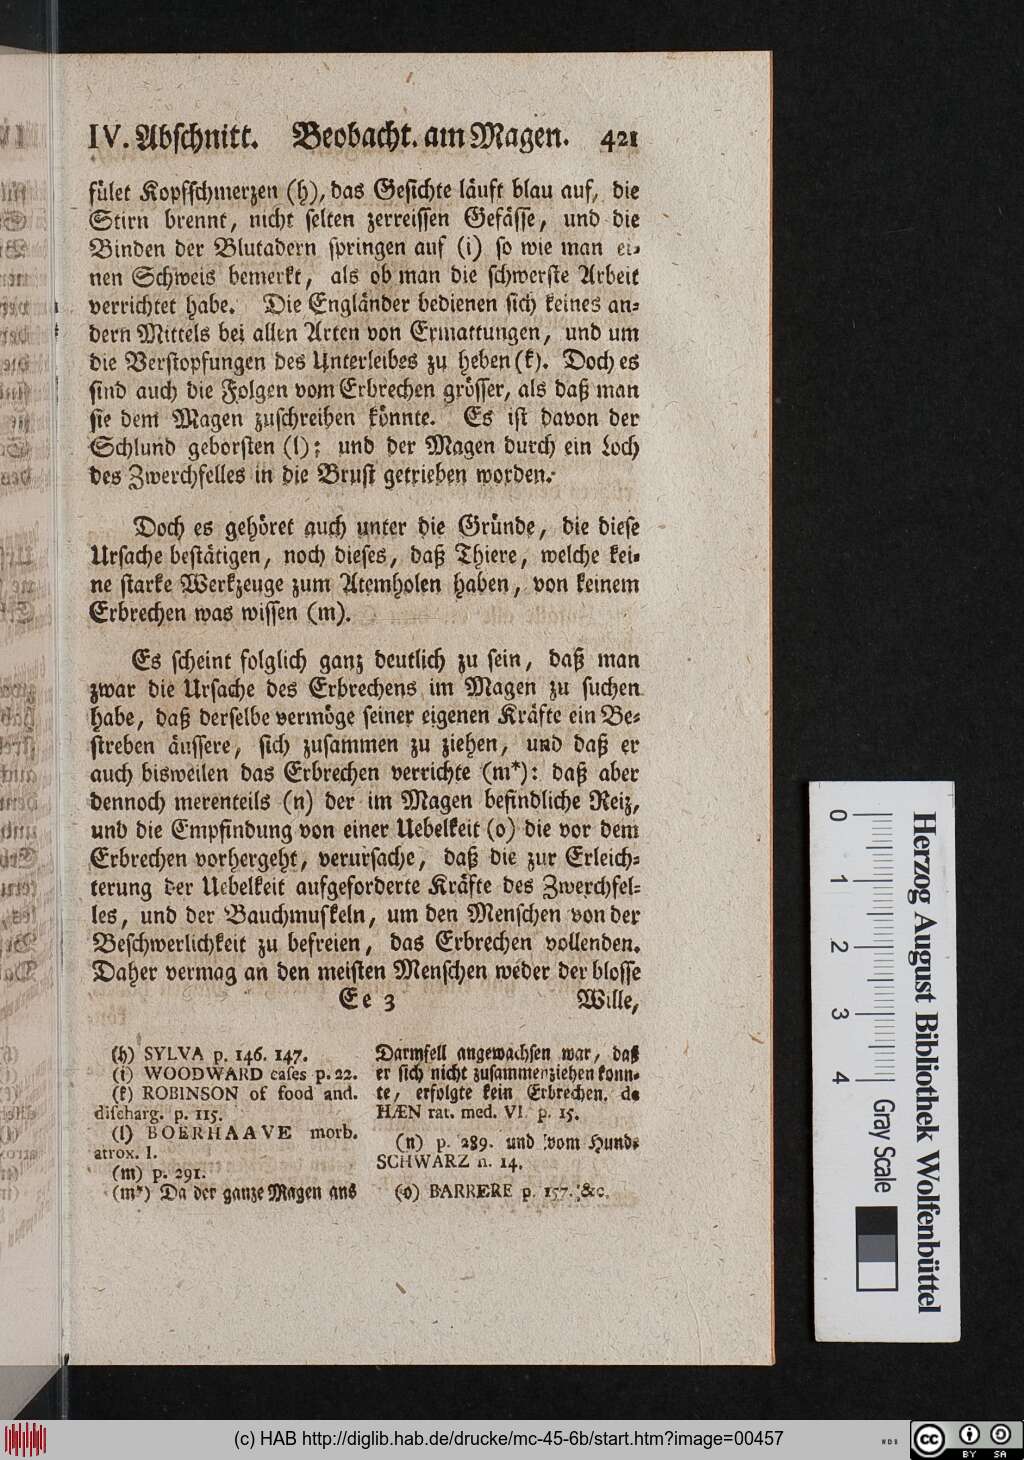 IV. Abschnitt. Beobacht. am Magen. 421
fület Kopfschmerzen (h), das Gesichte läuft blau auf, die
Stirn brennt, nicht selten zerreissen Gefässe, und die
Binden der Blutadern springen auf (i) so wie man ei-
nen Schweis bemerkt, als ob man die schwerste Arbeit
verrichtet habe. Die Engländer bedienen sich keines an-
dern Mittels bei allen Arten von Ermattungen, und um
die Verstopfungen des Unterleibes zu heben (k). Doch es
sind auch die Folgen vom Erbrechen grösser, als daß man
sie dem Magen zuschreiben könnte. Es ist davon der
Schlund geborsten (l); und der Magen durch ein Loch
des Zwerchfelles in die Brust getrieben worden.
Doch es gehöret auch unter die Gründe, die diese
Ursache bestätigen, noch dieses, daß Thiere, welche kei-
ne starke Werkzeuge zum Atemholen haben, von keinem
Erbrechen was wissen (m).
Es scheint folglich ganz deutlich zu sein, daß man
zwar die Ursache des Erbrechens im Magen zu suchen
habe, daß derselbe vermöge seiner eigenen Kräfte ein Be-
streben äussere, sich zusammen zu ziehen, und daß er
auch bisweilen das Erbrechen verrichte (m*): daß aber
dennoch merenteils (n) der im Magen befindliche Reiz,
und die Empfindung von einer Uebelkeit (o) die vor dem
Erbrechen vorhergeht, verursache, daß die zur Erleich-
terung der Uebelkeit aufgeforderte Kräfte des Zwerchfel-
les, und der Bauchmuskeln, um den Menschen von der
Beschwerlichkeit zu befreien, das Erbrechen vollenden.
Daher vermag an den meisten Menschen weder der blosse
Ee 3 Wille,
(h) SYLVA p. 146. 147.
(i) WOODWARD cases p. 22.
(k) ROBINSON of food and.
discharg. p. 115.
(l) BOERHAAVE morb.
atrox. I.
(m) p. 291.
(m*) Da der ganze Magen ans
Darmfell angewachsen war, daß
er sich nicht zusammenziehen konn-
te, erfolgte kein Erbrechen. de
HÆN rat. med. VI. p. 15.
(n) p. 289. und vom Hunde
SCHWARZ n. 14.
(o) BARRERE p. 157. &c.
0
1
2
3
4
Gray Scale
Herzog August Bibliothek Wolfenbüttel
(c) HAB http://diglib.hab.de/drucke/mc-45-6b/start.htm?image=00457
WDB
cc
BY SA